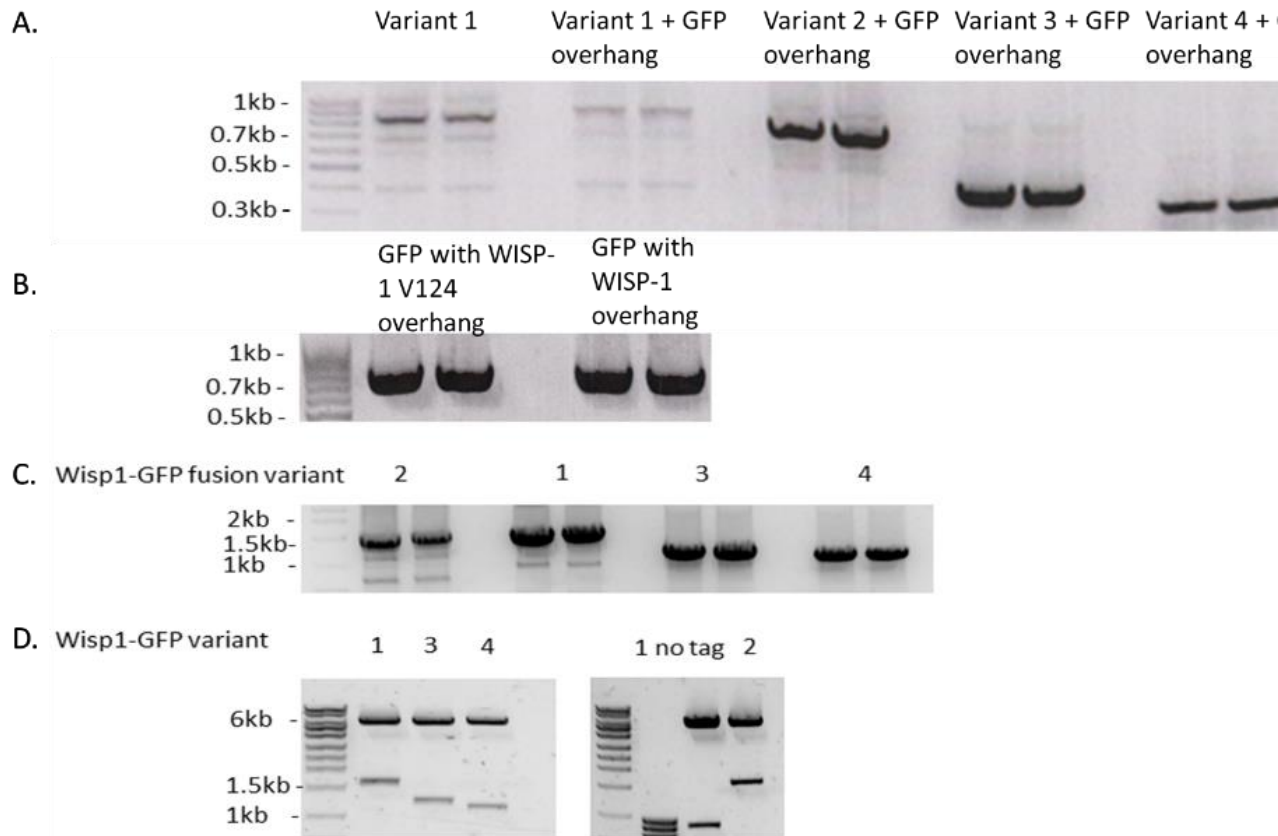 A.
Variant 1
Variant 1 + GFP
overhang
Variant 2 + GFP
overhang
Variant 3 + GFP
overhang
Variant 4 +
overhang
1kb -
0.7kb -
0.5kb -
0.3kb -
B.
GFP with WISP-
1 V124
overhang
GFP with
WISP-1
overhang
1kb -
0.7kb -
0.5kb -
C. Wisp1-GFP fusion variant 2 1 3 4
2kb -
1.5kb-
1kb -
D. Wisp1-GFP variant 1 3 4 1 no tag 2
6kb -
1.5kb -
1kb -